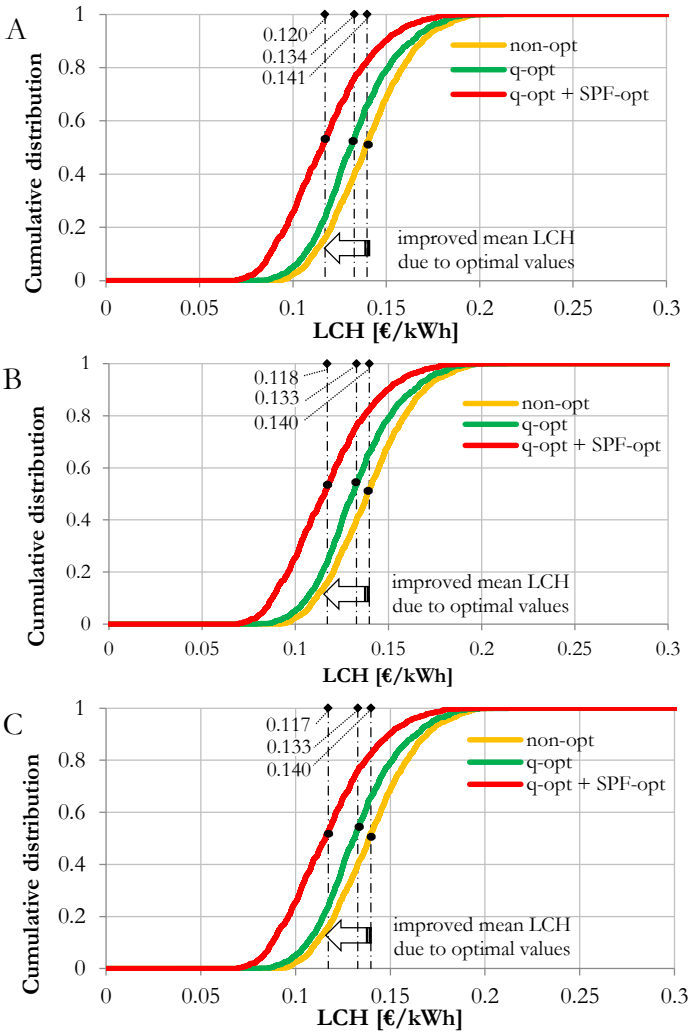 A
Cumulative distribution
1
0.8
0.6
0.4
0.2
0
0.120
0.134
0.141
non-opt
q-opt
q-opt + SPF-opt
improved mean LCH
due to optimal values
0
0.05
0.1
0.15
0.2
0.25
0.3
LCH [€/kWh]
B
Cumulative distribution
1
0.8
0.6
0.4
0.2
0
0.118
0.133
0.140
non-opt
q-opt
q-opt + SPF-opt
improved mean LCH
due to optimal values
0
0.05
0.1
0.15
0.2
0.25
0.3
LCH [€/kWh]
C
Cumulative distribution
1
0.8
0.6
0.4
0.2
0
0.117
0.133
0.140
non-opt
q-opt
q-opt + SPF-opt
improved mean LCH
due to optimal values
0
0.05
0.1
0.15
0.2
0.25
0.3
LCH [€/kWh]